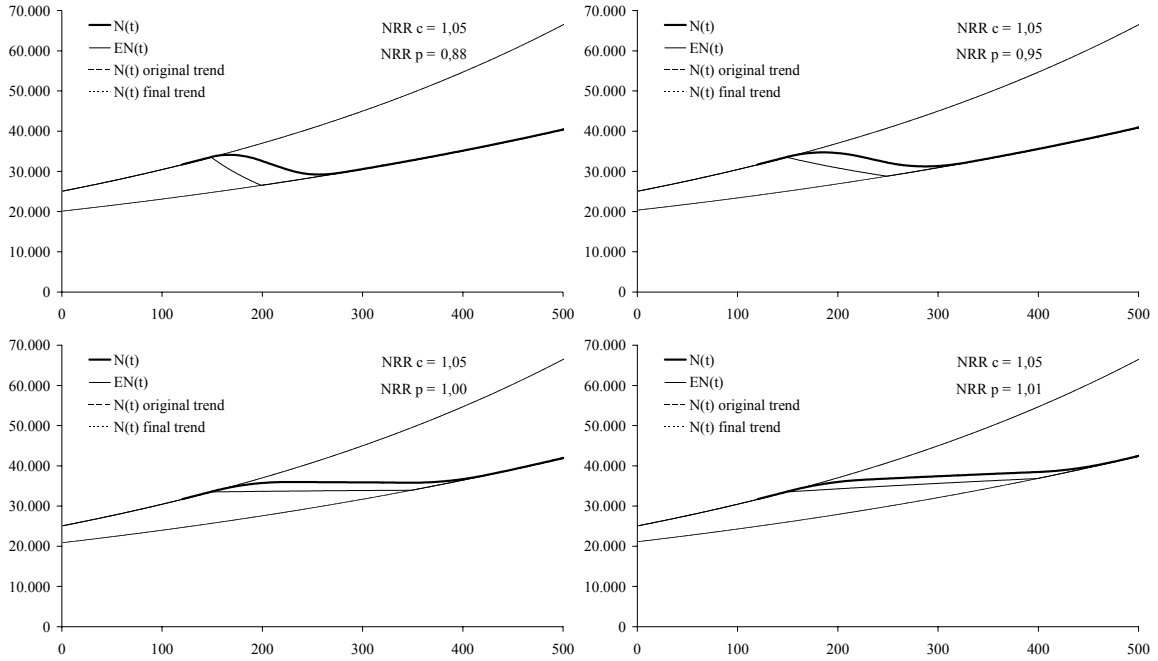 70.000
60.000
50.000
40.000
30.000
20.000
10.000
0
0 100 200 300 400 500
N(t)
EN(t)
N(t) original trend
N(t) final trend
NRR c = 1,05
NRR p = 0,88
70.000
60.000
50.000
40.000
30.000
20.000
10.000
0
0 100 200 300 400 500
N(t)
EN(t)
N(t) original trend
N(t) final trend
NRR c = 1,05
NRR p = 0,95
70.000
60.000
50.000
40.000
30.000
20.000
10.000
0
0 100 200 300 400 500
N(t)
EN(t)
N(t) original trend
N(t) final trend
NRR c = 1,05
NRR p = 1,00
70.000
60.000
50.000
40.000
30.000
20.000
10.000
0
0 100 200 300 400 500
N(t)
EN(t)
N(t) original trend
N(t) final trend
NRR c = 1,05
NRR p = 1,01